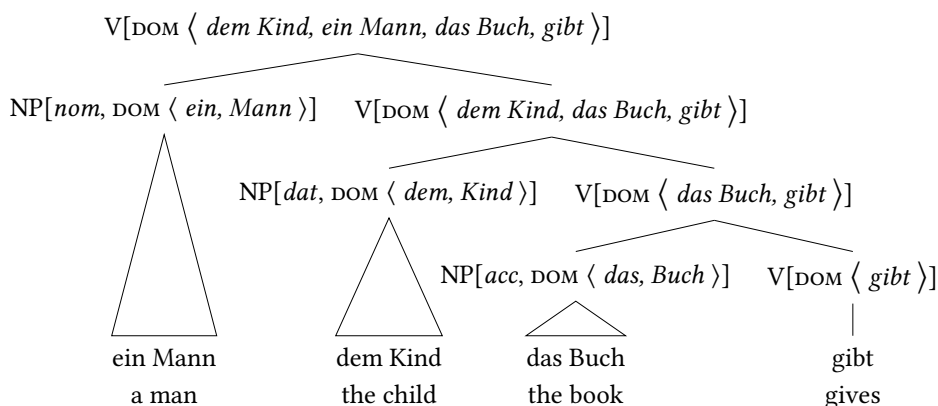 V[DOM ⟨ dem Kind, ein Mann, das Buch, gibt ⟩]
NP[nom, DOM ⟨ ein, Mann ⟩] V[DOM ⟨ dem Kind, das Buch, gibt ⟩]
NP[dat, DOM ⟨ dem, Kind ⟩] V[DOM ⟨ das Buch, gibt ⟩]
NP[acc, DOM ⟨ das, Buch ⟩] V[DOM ⟨ gibt ⟩]
ein Mann dem Kind das Buch gibt
a man the child the book gives